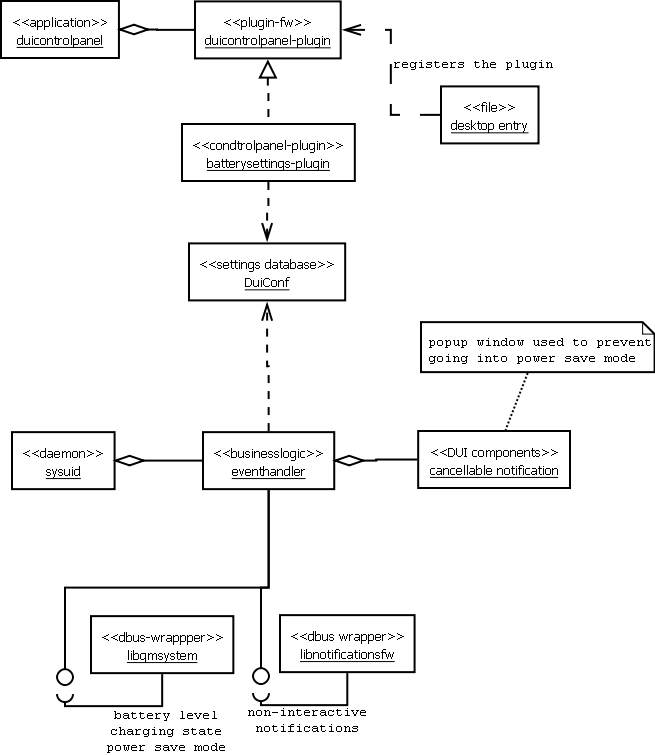 <<application>>
duicontrolpanel
<<plugin-fw>>
duicontrolpanel-plugin
registers the plugin
<<file>>
desktop entry
<<condtrolpanel-plugin>>
batterysettings-plugin
<<settings database>>
DuiConf
popup window used to prevent
going into power save mode
<<daemon>>
sysuid
<<businesslogic>>
eventhandler
<<DUI components>>
cancellable notification
<<dbus-wrappper>>
libqmsystem
<<dbus wrapper>>
libnotificationsfw
battery level
charging state
power save mode
non-interactive
notifications